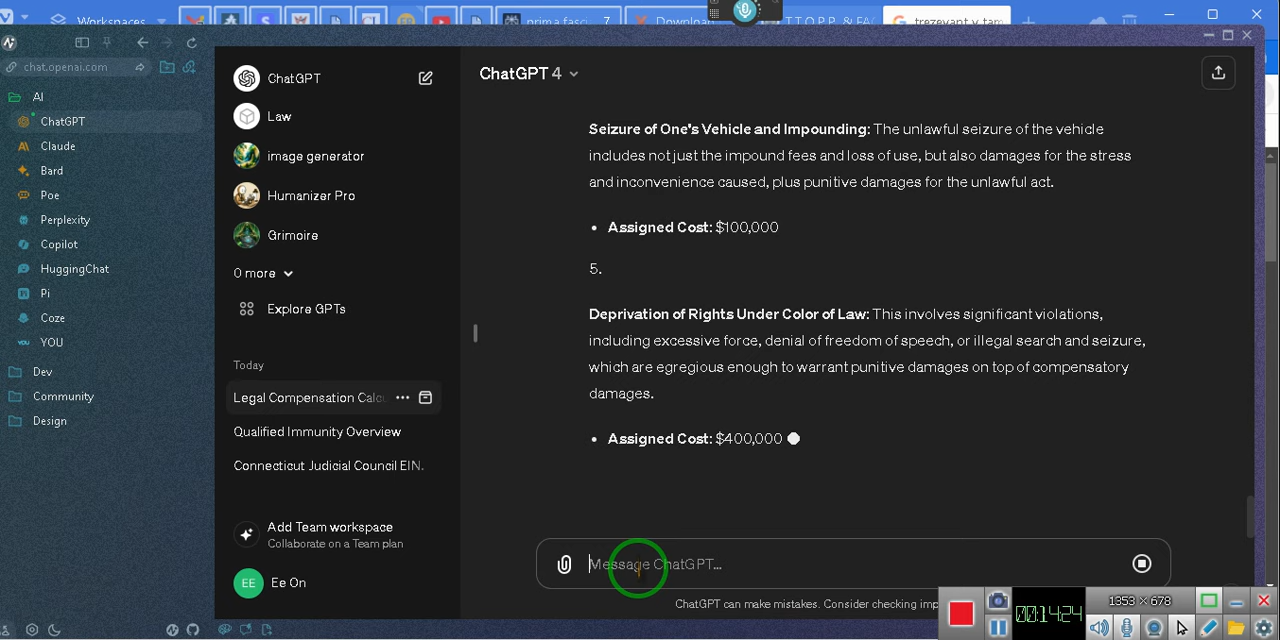 Workspaces
prima fascie
7
Download
T T O P P & FA
trezevant v tam
chat.openai.com
AI
ChatGPT
Claude
Bard
Poe
Perplexity
Copilot
HuggingChat
Pi
Coze
YOU
Dev
Community
Design
ChatGPT
Law
image generator
Humanizer Pro
Grimoire
0 more
Explore GPTs
Today
Legal Compensation Calcu
Qualified Immunity Overview
Connecticut Judicial Council EIN.
Add Team workspace
Collaborate on a Team plan
EE
Ee On
ChatGPT 4
Seizure of One's Vehicle and Impounding: The unlawful seizure of the vehicle
includes not just the impound fees and loss of use, but also damages for the stress
and inconvenience caused, plus punitive damages for the unlawful act.
• Assigned Cost: $100,000
5.
Deprivation of Rights Under Color of Law: This involves significant violations,
including excessive force, denial of freedom of speech, or illegal search and seizure,
which are egregious enough to warrant punitive damages on top of compensatory
damages.
• Assigned Cost: $400,000
Message ChatGPT...
ChatGPT can make mistakes. Consider checking imp
00:14:24
1353 × 678